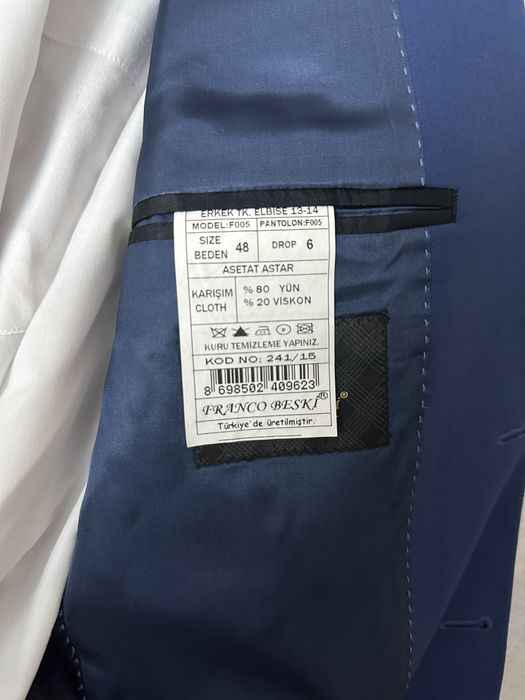 ERKEK TK. ELBİSE 13-14
MODEL:F005 PANTOLON:F005
SIZE BEDEN 48 DROP 6
ASETAT ASTAR
KARIŞIM CLOTH % 80 YÜN
% 20 VİSKON
KURU TEMİZLEME YAPINIZ.
KOD NO: 241/15
8 698502 409623
FRANCO BESKİ®
Türkiye'de üretilmiştir.